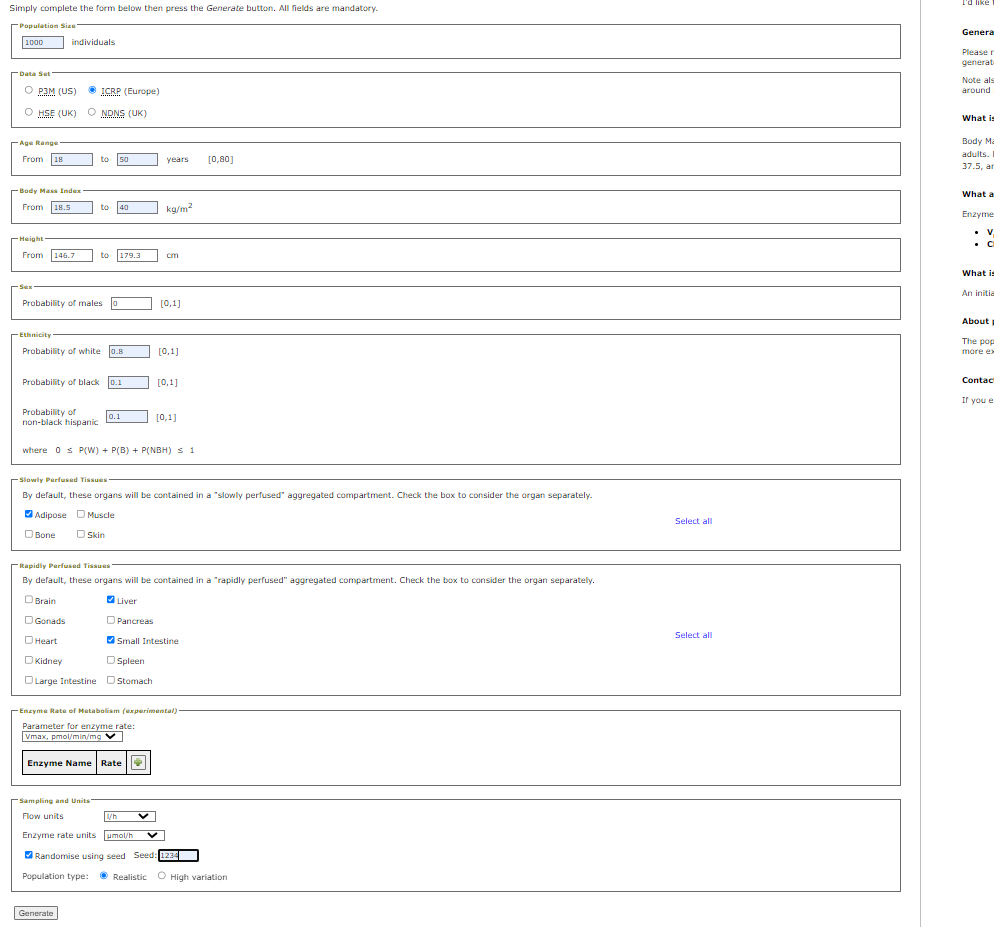 Simply complete the form below then press the Generate button. All fields are mandatory.
Population Size
1000 individuals
Data Set
P3M (US) ICRP (Europe)
HSE (UK) NDNS (UK)
Age Range
From 18 to 50 years [0,80]
Body Mass Index
From 18.5 to 40 kg/m2
Height
From 146.7 to 179.3 cm
Sex
Probability of males 0 [0,1]
Ethnicity
Probability of white 0.8 [0,1]
Probability of black 0.1 [0,1]
Probability of
non-black hispanic 0.1 [0,1]
where 0 ≤ P(W) + P(B) + P(NBH) ≤ 1
Slowly Perfused Tissues
By default, these organs will be contained in a "slowly perfused" aggregated compartment. Check the box to consider the organ separately.
Adipose Muscle
Select all
Bone Skin
Rapidly Perfused Tissues
By default, these organs will be contained in a "rapidly perfused" aggregated compartment. Check the box to consider the organ separately.
Brain Liver
Gonads Pancreas
Select all
Heart Small Intestine
Kidney Spleen
Large Intestine Stomach
Enzyme Rate of Metabolism (experimental)
Parameter for enzyme rate:
Vmax, pmol/min/mg
Enzyme Name Rate
Sampling and Units
Flow units l/h
Enzyme rate units µmol/h
Randomise using seed Seed: 1234
Population type: Realistic High variation
Generate
I'd like
Genera
Please r
generat
Note als
around
What is
Body Ma
adults.
37.5, ar
What a
Enzyme
V
Cl
What is
An initia
About p
The pop
more ex
Contac
If you e